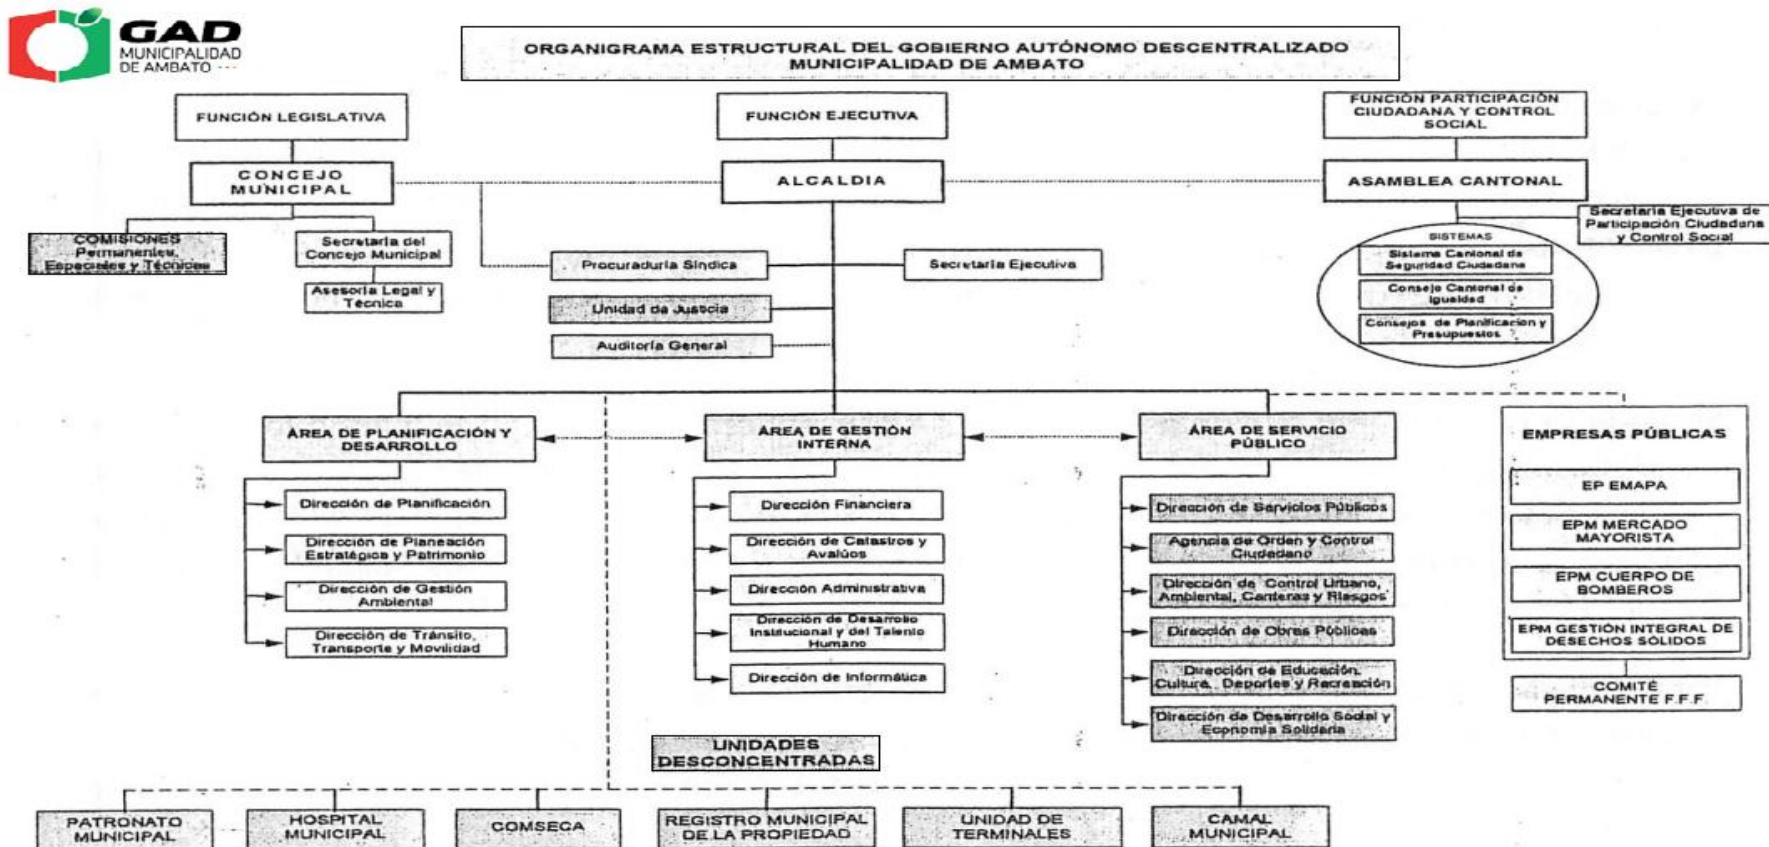 GAD
MUNICIPALIDAD
DE AMBATO
ORGANIGRAMA ESTRUCTURAL DEL GOBIERNO AUTÓNOMO DESCENTRALIZADO
MUNICIPALIDAD DE AMBATO
FUNCIÓN LEGISLATIVA
FUNCIÓN EJECUTIVA
FUNCIÓN PARTICIPACIÓN
CIUDADANA Y CONTROL
SOCIAL
CONCEJO
MUNICIPAL
ALCALDIA
ASAMBLEA CANTONAL
COMISIONES
Permanentes,
Especiales y Técnicas
Secretaría del
Concejo Municipal
Asesoría Legal y
Técnica
Procuraduría Síndica
Secretaría Ejecutiva
Unidad de Justicia
Auditoría General
Secretaría Ejecutiva de
Participación Ciudadana
y Control Social
SISTEMAS
Sistema Cantonal de
Seguridad Ciudadana
Consejo Cantonal de
Igualdad
Consejos de Planificación y
Presupuestos
ÁREA DE PLANIFICACIÓN Y
DESARROLLO
ÁREA DE GESTIÓN
INTERNA
ÁREA DE SERVICIO
PÚBLICO
Dirección de Planificación
Dirección de Planeación
Estratégica y Patrimonio
Dirección de Gestión
Ambiental
Dirección de Tránsito,
Transporte y Movilidad
Dirección Financiera
Dirección de Catastros y
Avalúos
Dirección Administrativa
Dirección de Desarrollo
Institucional y del Talento
Humano
Dirección de Informática
Dirección de Servicios Públicos
Agencia de Orden y Control
Ciudadano
Dirección de Control Urbano,
Ambiental, Canteras y Riesgos
Dirección de Obras Públicas
Dirección de Educación,
Cultura, Deportes y Recreación
Dirección de Desarrollo Social y
Economía Solidaria
EMPRESAS PÚBLICAS
EP EMAPA
EPM MERCADO
MAYORISTA
EPM CUERPO DE
BOMBEROS
EPM GESTIÓN INTEGRAL DE
DESECHOS SÓLIDOS
COMITÉ
PERMANENTE F.F.F.
UNIDADES
DESCONCENTRADAS
PATRONATO
MUNICIPAL
HOSPITAL
MUNICIPAL
COMSECA
REGISTRO MUNICIPAL
DE LA PROPIEDAD
UNIDAD DE
TERMINALES
CAMAL
MUNICIPAL